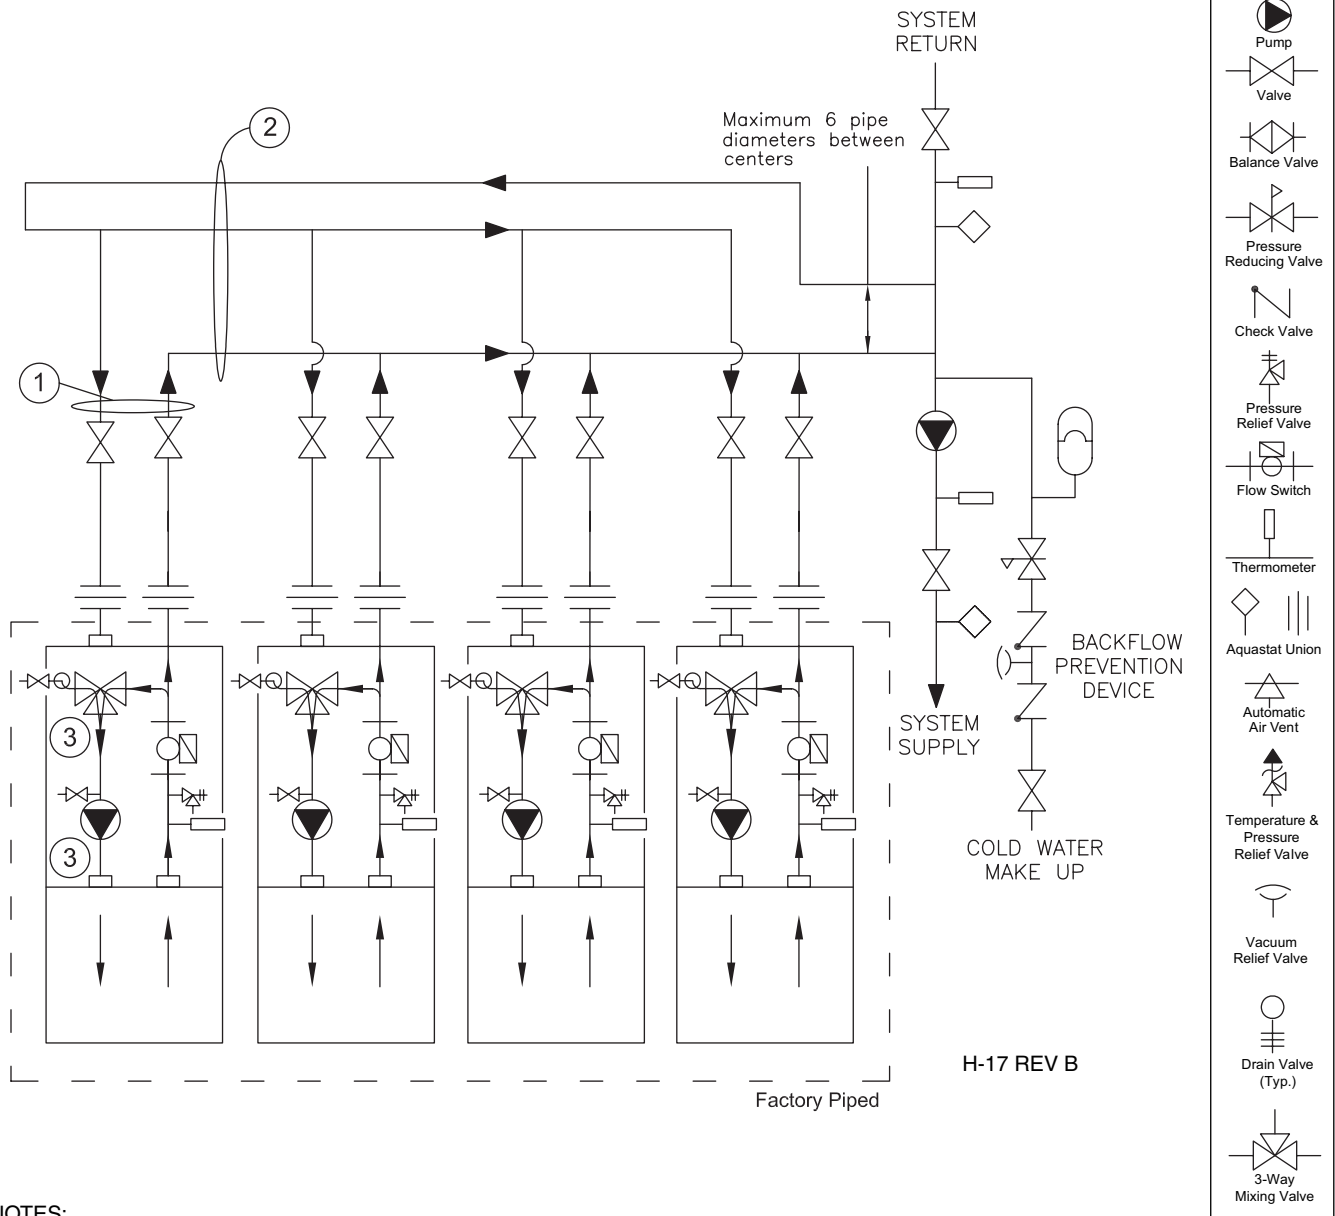 SYSTEM
RETURN
2
Maximum 6 pipe
diameters between
centers
1
3
3
BACKFLOW
PREVENTION
DEVICE
SYSTEM
SUPPLY
COLD WATER
MAKE UP
H-17 REV B
Factory Piped
NOTES:
Pump
Valve
Balance Valve
Pressure
Reducing Valve
Check Valve
Pressure
Relief Valve
Flow Switch
Thermometer
Aquastat Union
Automatic
Air Vent
Temperature &
Pressure
Relief Valve
Vacuum
Relief Valve
Drain Valve
(Typ.)
3-Way
Mixing Valve